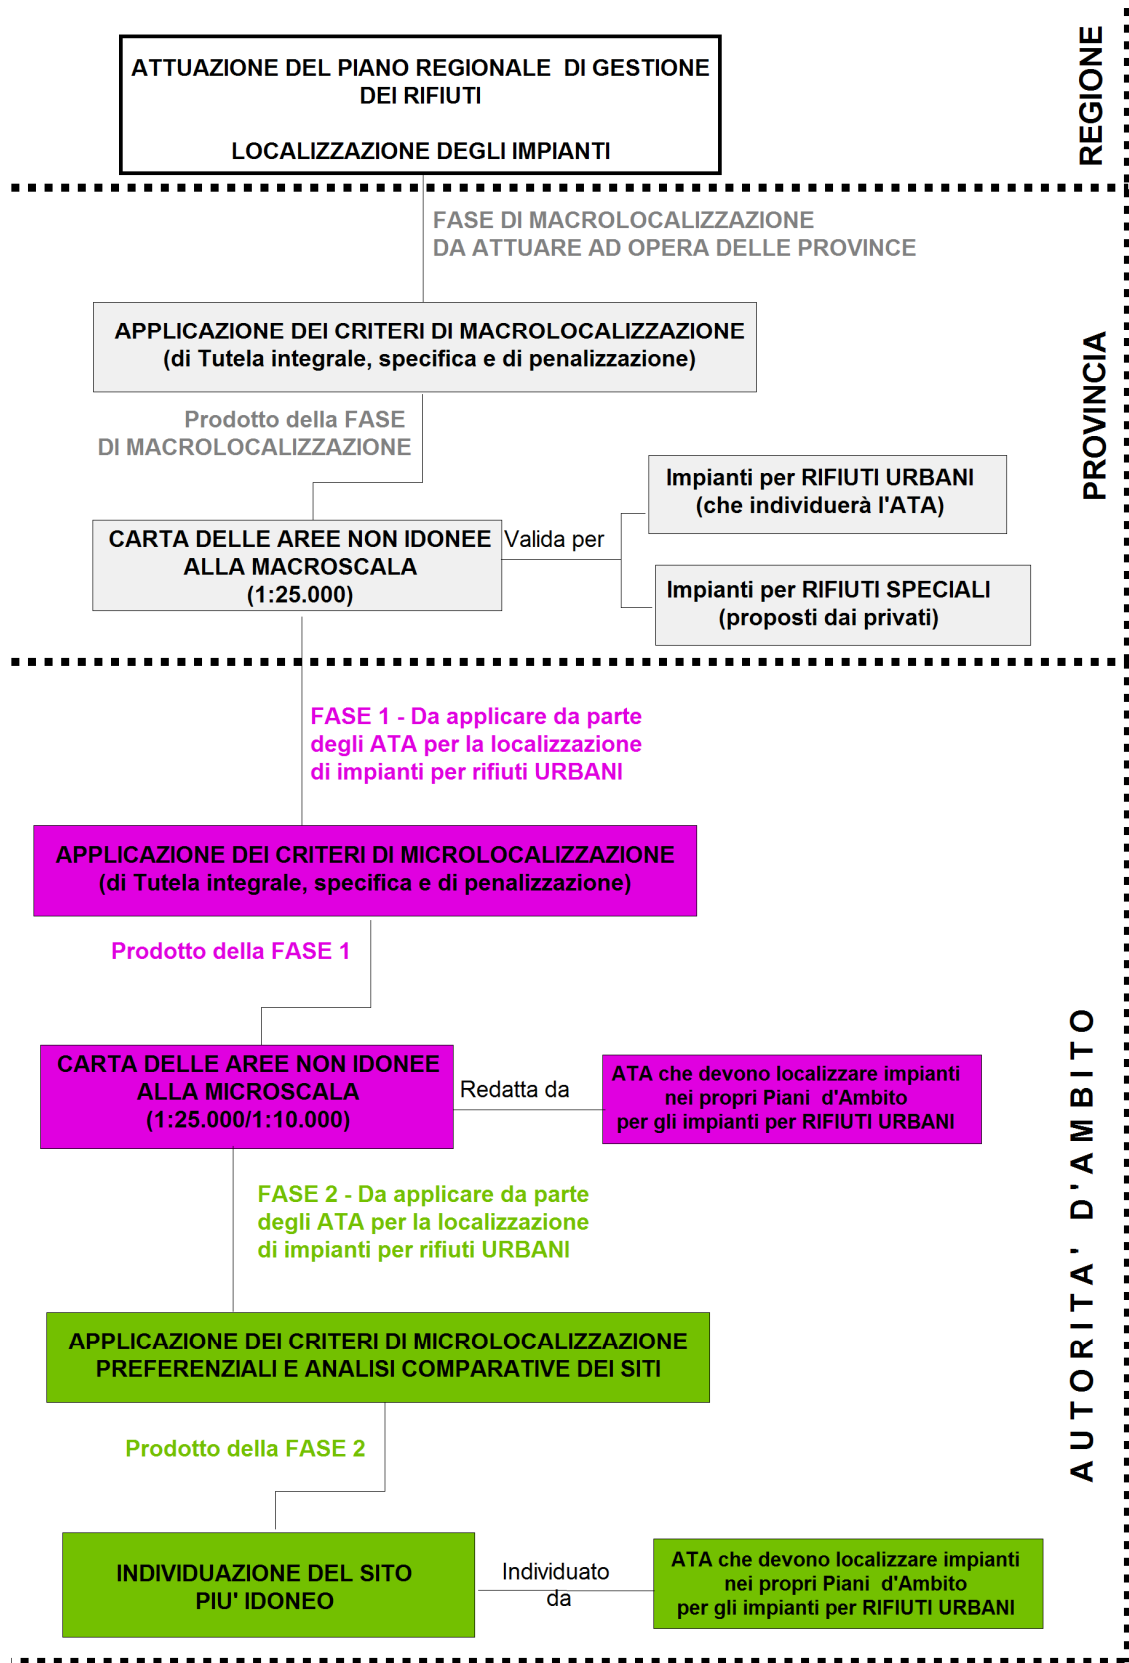 ATTUAZIONE DEL PIANO REGIONALE DI GESTIONE
DEI RIFIUTI
LOCALIZZAZIONE DEGLI IMPIANTI
REGIONE
FASE DI MACROLOCALIZZAZIONE
DA ATTUARE AD OPERA DELLE PROVINCE
APPLICAZIONE DEI CRITERI DI MACROLOCALIZZAZIONE
(di Tutela integrale, specifica e di penalizzazione)
PROVINCIA
Prodotto della FASE
DI MACROLOCALIZZAZIONE
CARTA DELLE AREE NON IDONEE
ALLA MACROSCALA
(1:25.000)
Valida per
Impianti per RIFIUTI URBANI
(che individuerà l'ATA)
Impianti per RIFIUTI SPECIALI
(proposti dai privati)
FASE 1 - Da applicare da parte
degli ATA per la localizzazione
di impianti per rifiuti URBANI
APPLICAZIONE DEI CRITERI DI MICROLOCALIZZAZIONE
(di Tutela integrale, specifica e di penalizzazione)
Prodotto della FASE 1
CARTA DELLE AREE NON IDONEE
ALLA MICROSCALA
(1:25.000/1:10.000)
Redatta da
ATA che devono localizzare impianti
nei propri Piani d'Ambito
per gli impianti per RIFIUTI URBANI
AUTORITA' D'AMBITO
FASE 2 - Da applicare da parte
degli ATA per la localizzazione
di impianti per rifiuti URBANI
APPLICAZIONE DEI CRITERI DI MICROLOCALIZZAZIONE
PREFERENZIALI E ANALISI COMPARATIVE DEI SITI
Prodotto della FASE 2
INDIVIDUAZIONE DEL SITO
PIU' IDONEO
Individuato
da
ATA che devono localizzare impianti
nei propri Piani d'Ambito
per gli impianti per RIFIUTI URBANI